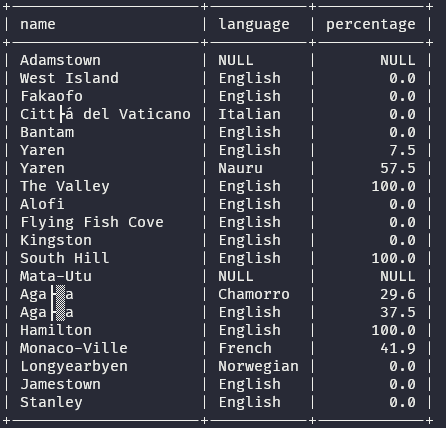 name | language | percentage
Adamstown | NULL | NULL
West Island | English | 0.0
Fakaofo | English | 0.0
Citt├á del Vaticano | Italian | 0.0
Bantam | English | 0.0
Yaren | English | 7.5
Yaren | Nauru | 57.5
The Valley | English | 100.0
Alofi | English | 0.0
Flying Fish Cove | English | 0.0
Kingston | English | 0.0
South Hill | English | 100.0
Mata-Utu | NULL | NULL
Aga├▒a | Chamorro | 29.6
Aga├▒a | English | 37.5
Hamilton | English | 100.0
Monaco-Ville | French | 41.9
Longyearbyen | Norwegian | 0.0
Jamestown | English | 0.0
Stanley | English | 0.0